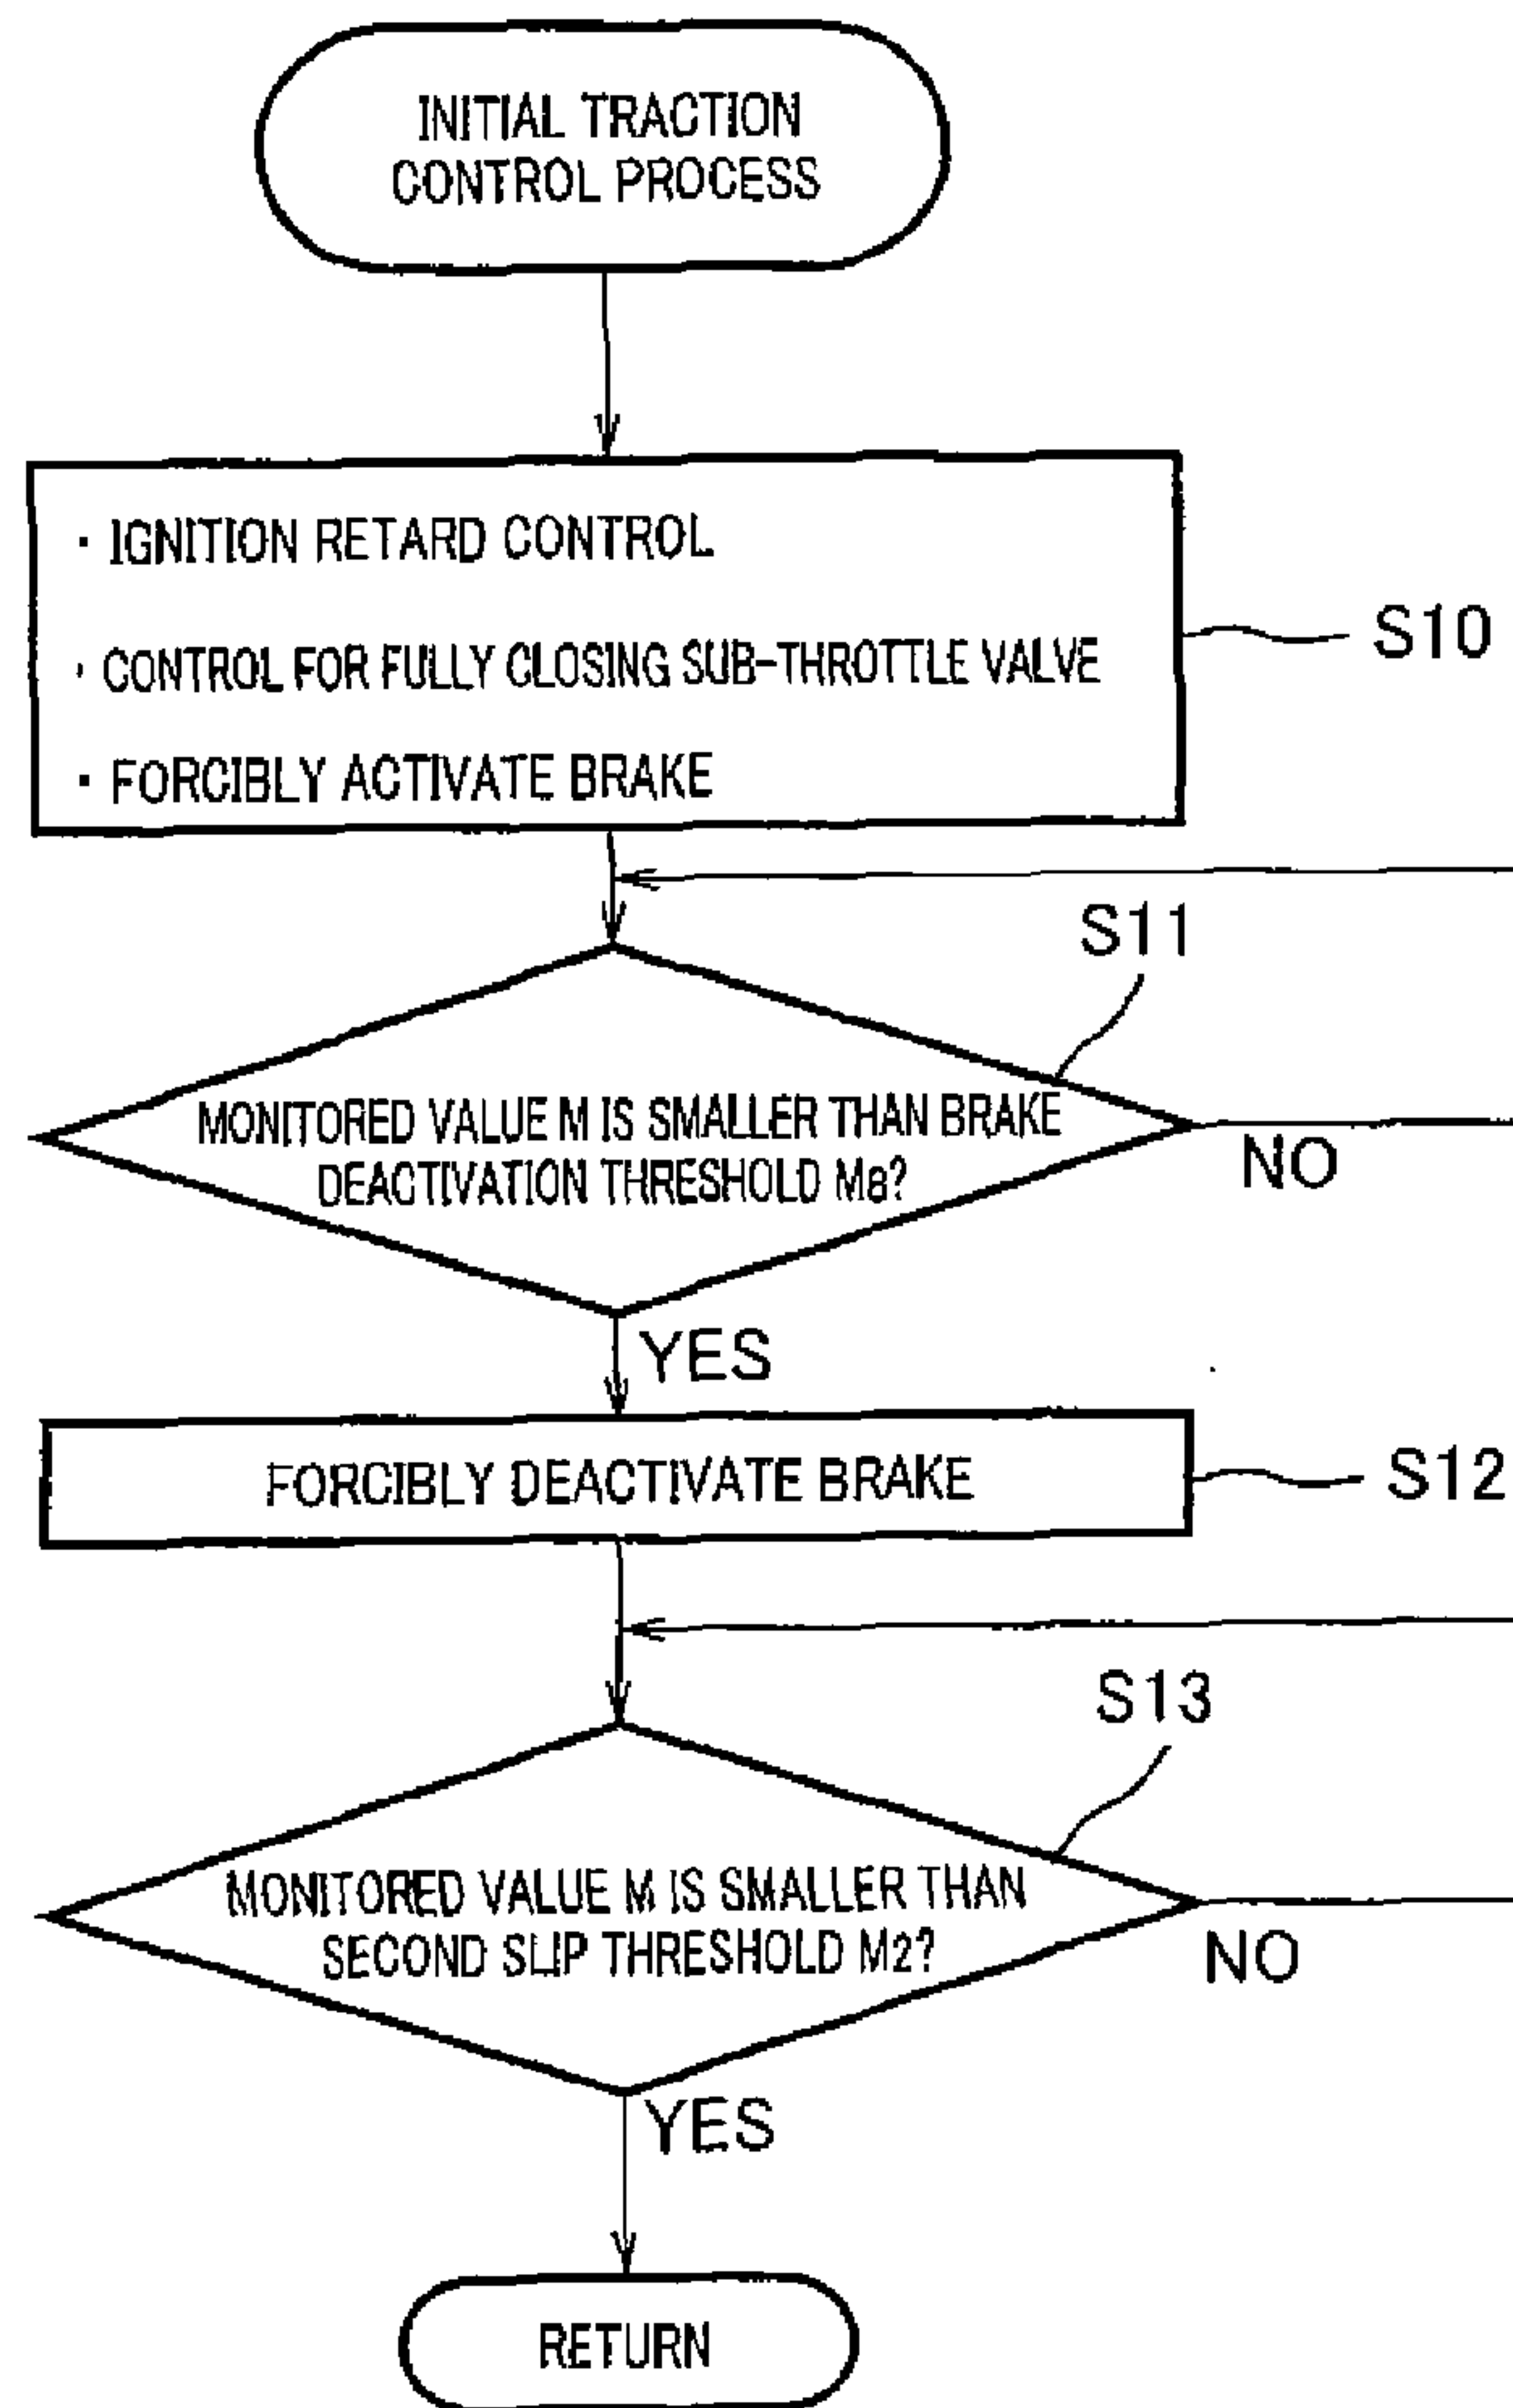 INITIAL TRACTION
CONTROL PROCESS
· IGNITION RETARD CONTROL
· CONTROL FOR FULLY CLOSING SUB-THROTTLE VALVE
· FORCIBLY ACTIVATE BRAKE
S10
S11
MONITORED VALUE M IS SMALLER THAN BRAKE
DEACTIVATION THRESHOLD M8?
NO
YES
FORCIBLY DEACTIVATE BRAKE
S12
S13
MONITORED VALUE M IS SMALLER THAN
SECOND SLIP THRESHOLD M2?
NO
YES
RETURN